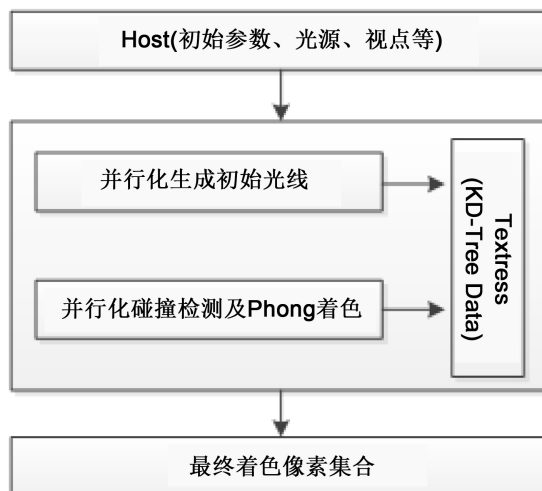 Host(初始参数、光源、视点等)
并行化生成初始光线
并行化碰撞检测及Phong着色
Textress
(KD-Tree Data)
最终着色像素集合